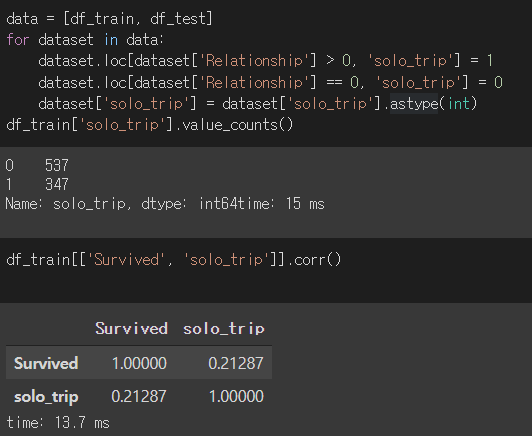 data = [df_train, df_test]
for dataset in data:
    dataset.loc[dataset['Relationship'] > 0, 'solo_trip'] = 1
    dataset.loc[dataset['Relationship'] == 0, 'solo_trip'] = 0
    dataset['solo_trip'] = dataset['solo_trip'].astype(int)
df_train['solo_trip'].value_counts()
0    537
1    347
Name: solo_trip, dtype: int64time: 15 ms
df_train[['Survived', 'solo_trip']].corr()
Survived solo_trip
Survived 1.00000 0.21287
solo_trip 0.21287 1.00000
time: 13.7 ms